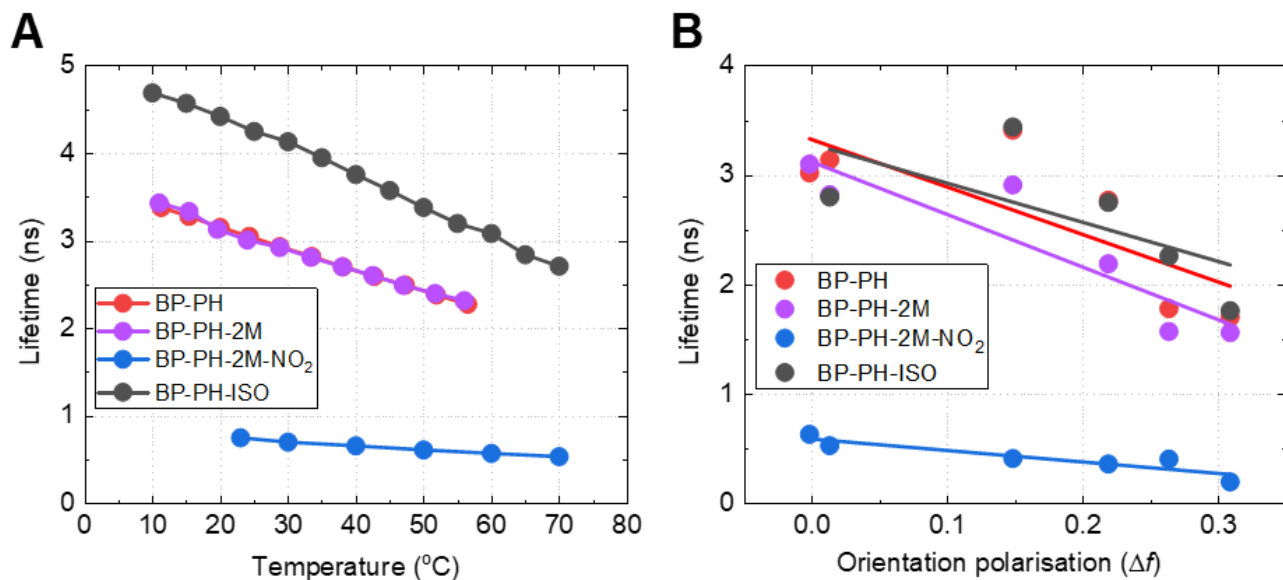 A
Lifetime (ns)
5
4
3
2
1
0
BP-PH
BP-PH-2M
BP-PH-2M-NO₂
BP-PH-ISO
0 10 20 30 40 50 60 70 80
Temperature (°C)
B
Lifetime (ns)
4
3
2
1
0
BP-PH
BP-PH-2M
BP-PH-2M-NO₂
BP-PH-ISO
0.0 0.1 0.2 0.3
Orientation polarisation (Δf)